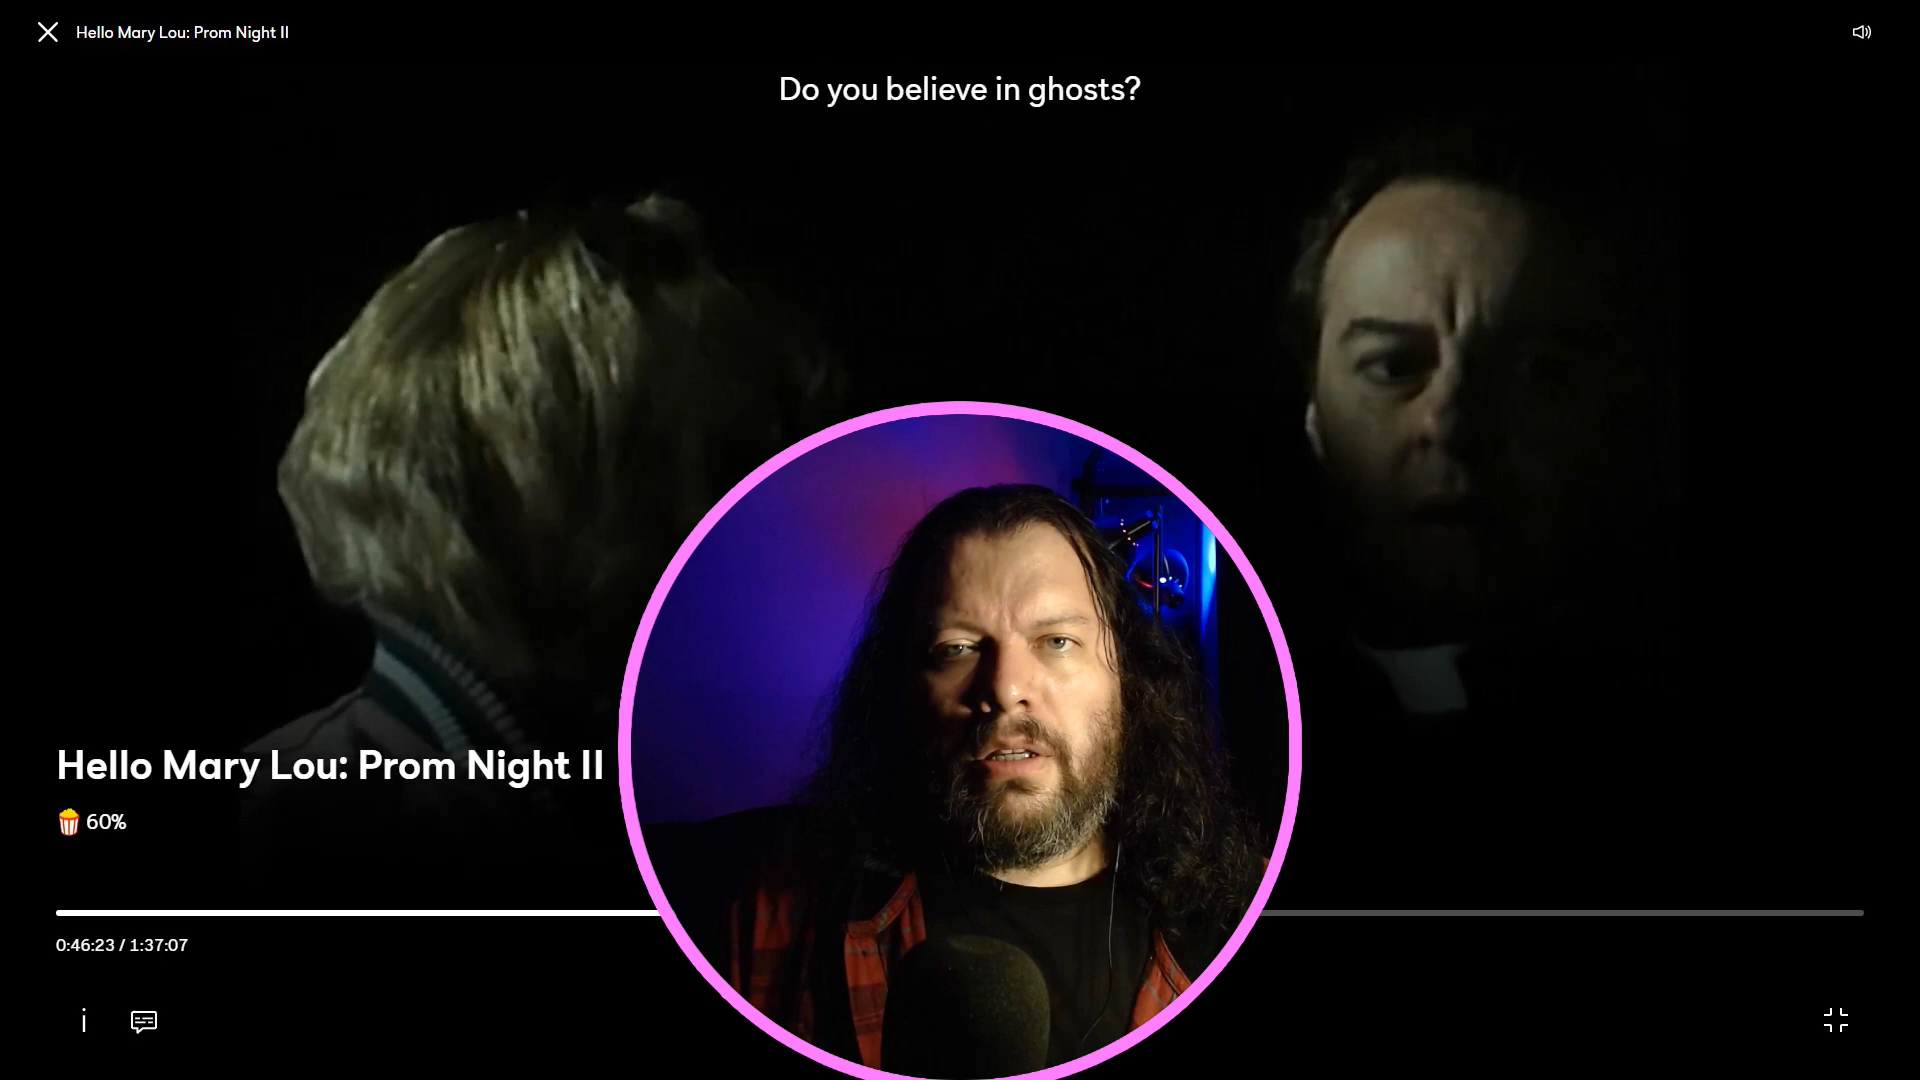 Hello Mary Lou: Prom Night II
Do you believe in ghosts?
Hello Mary Lou: Prom Night II
60%
0:46:23 / 1:37:07